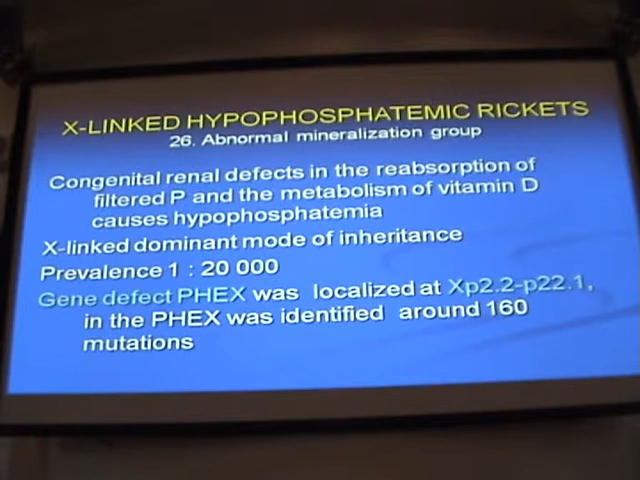 X-LINKED HYPOPHOSPHATEMIC RICKETS
26. Abnormal mineralization group
Congenital renal defects in the reabsorption of
filtered P and the metabolism of vitamin D
causes hypophosphatemia
X-linked dominant mode of inheritance
Prevalence 1 : 20 000
Gene defect PHEX was localized at Xp2.2-p22.1,
in the PHEX was identified around 160
mutations